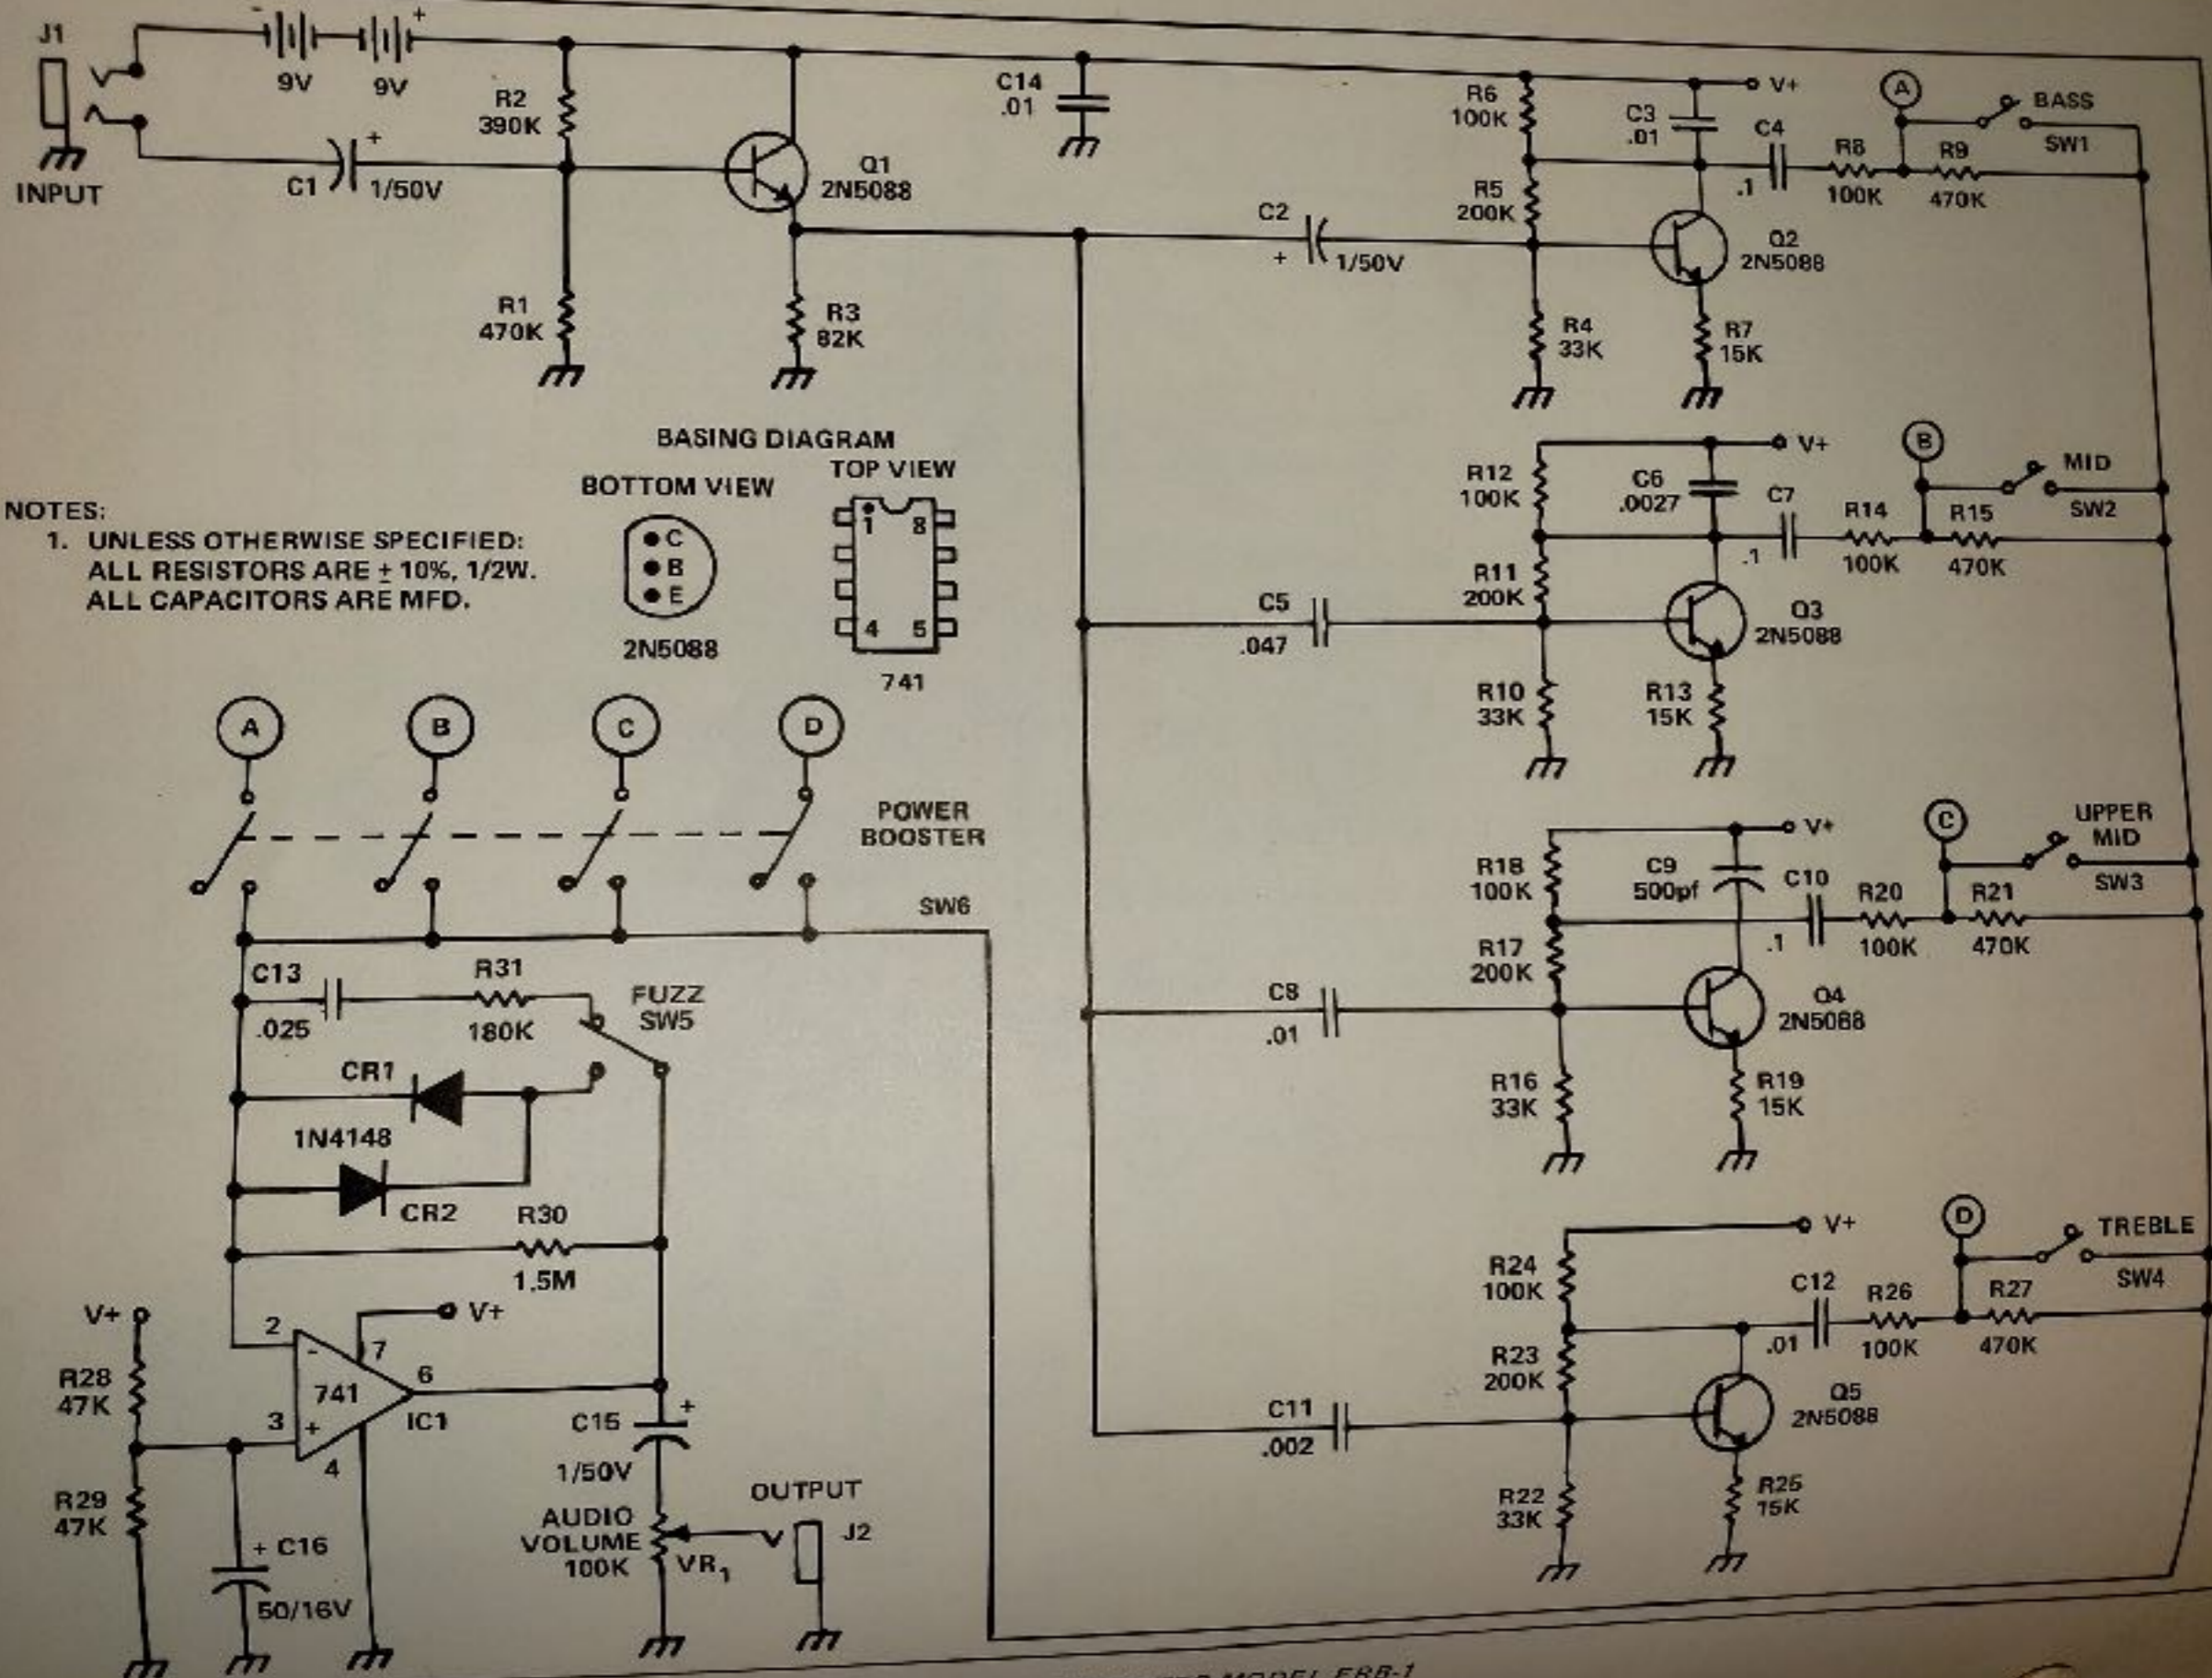 J1
INPUT
-
+
9V
9V
C1
+
1/50V
R2
390K
R1
470K
Q1
2N5088
R3
82K
C14
.01
C2
+
1/50V
R6
100K
R5
200K
R4
33K
C3
.01
V+
C4
.1
R8
100K
A
R9
470K
BASS
SW1
Q2
2N5088
R7
15K
BASING DIAGRAM
BOTTOM VIEW
C
B
E
2N5088
TOP VIEW
1
8
4
5
741
NOTES:
1. UNLESS OTHERWISE SPECIFIED:
ALL RESISTORS ARE ± 10%, 1/2W.
ALL CAPACITORS ARE MFD.
C5
.047
R12
100K
R11
200K
R10
33K
C6
.0027
V+
C7
.1
R14
100K
B
R15
470K
MID
SW2
Q3
2N5088
R13
15K
A
B
C
D
POWER
BOOSTER
SW6
C8
.01
R18
100K
R17
200K
R16
33K
C9
500pf
V+
C10
.1
R20
100K
C
R21
470K
UPPER
MID
SW3
Q4
2N5088
R19
15K
C13
.025
R31
180K
FUZZ
SW5
CR1
1N4148
CR2
R30
1.5M
C11
.002
R24
100K
R23
200K
R22
33K
V+
C12
.01
R26
100K
D
R27
470K
TREBLE
SW4
Q5
2N5088
R25
15K
V+
R28
47K
R29
47K
2
-
3
+
741
7
V+
6
IC1
4
+ C16
50/16V
C15
+
1/50V
AUDIO
VOLUME
100K
VR1
OUTPUT
J2
MODEL ERB-1